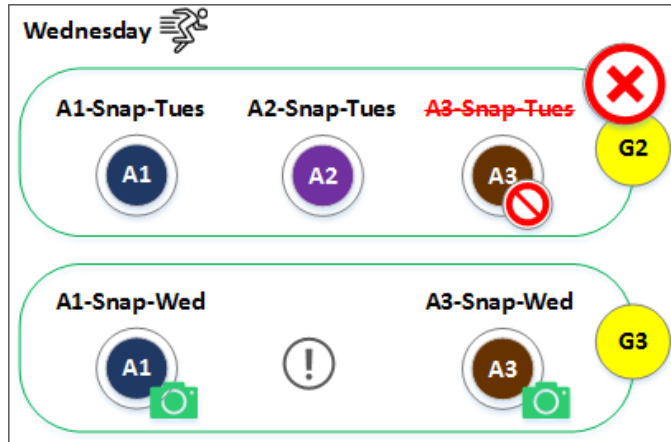 Wednesday
A1-Snap-Tues A2-Snap-Tues A3-Snap-Tues
A1 A2 A3 G2
A1-Snap-Wed A3-Snap-Wed
A1 ! A3 G3